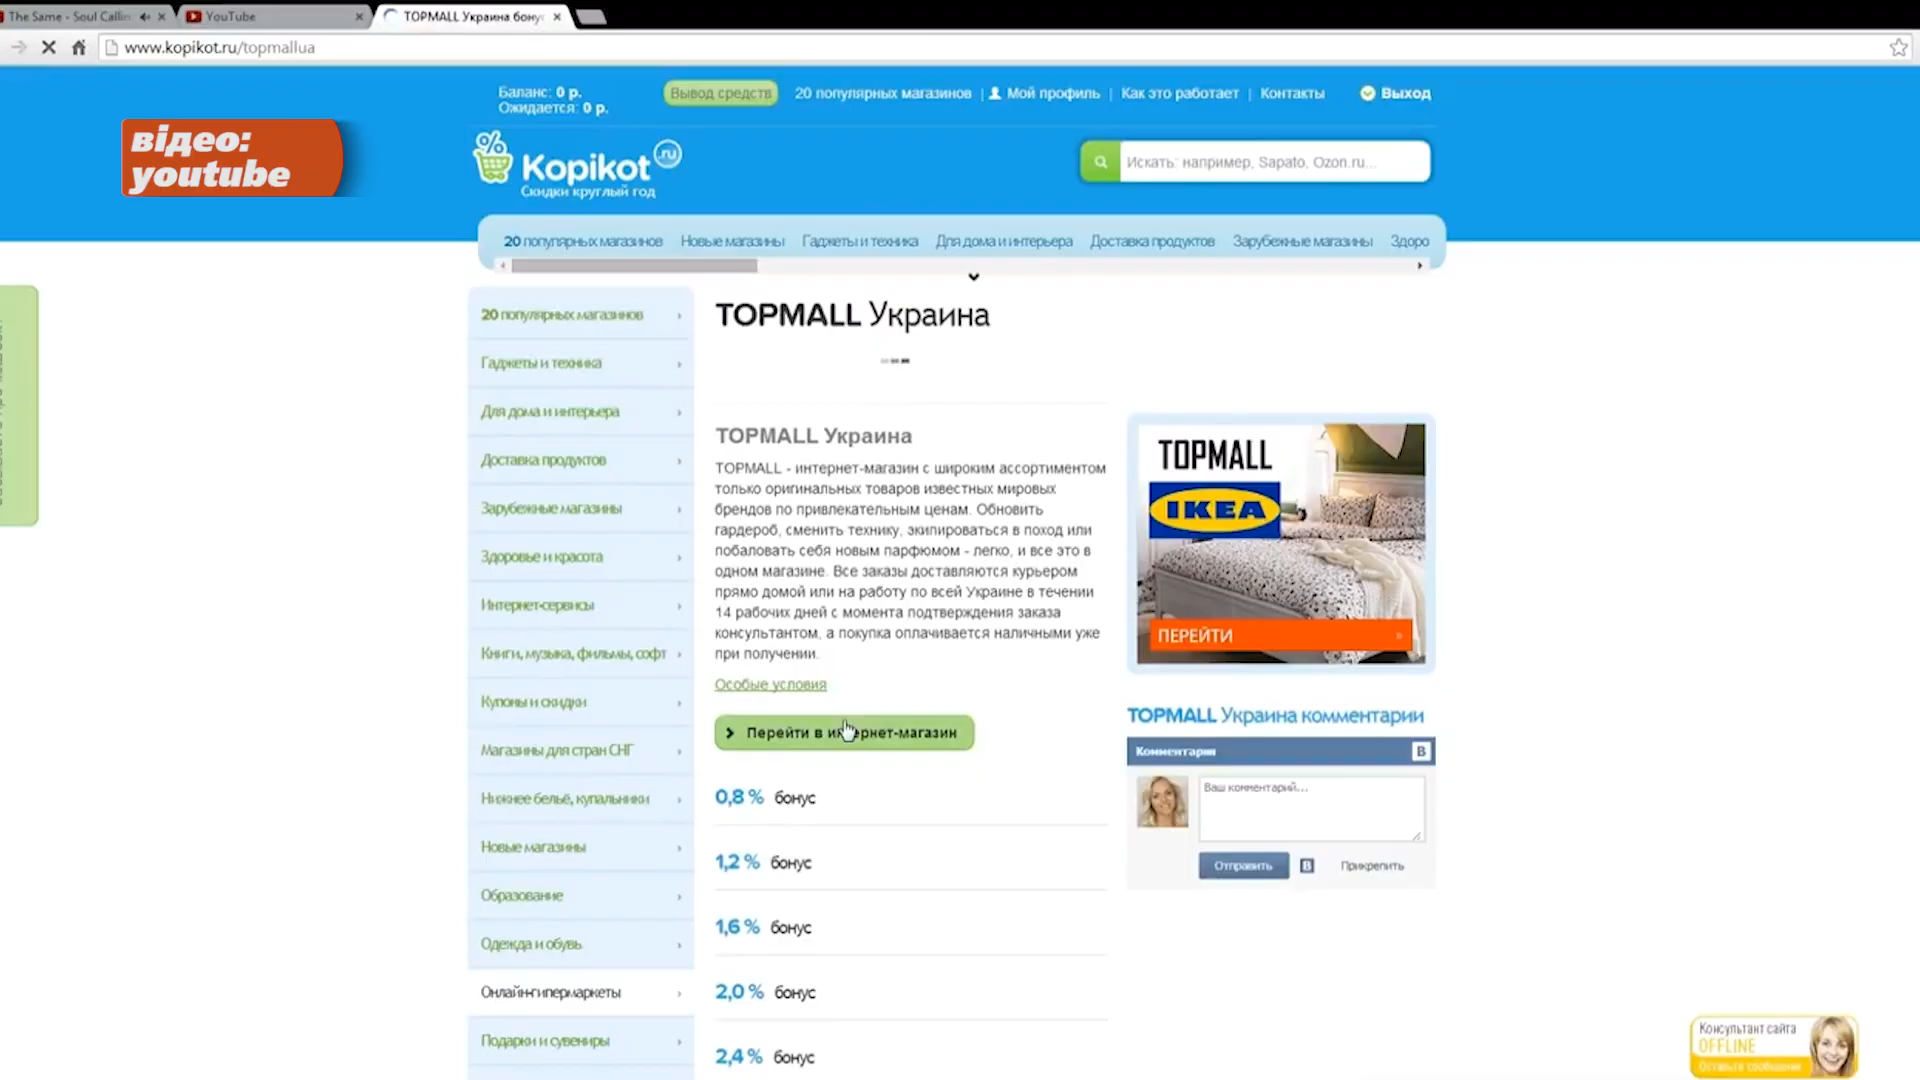 The Same - Soul Callin
YouTube
TOPMALL Украина бону
www.kopikot.ru/topmallua
Баланс: 0 р.
Ожидается: 0 р.
Вывод средств
20 популярных магазинов
Мой профиль
Как это работает
Контакты
Выход
відео:
youtube
Kopikot .ru
Скидки круглый год
Искать: например, Sapato, Ozon.ru...
20 популярных магазинов
Новые магазины
Гаджеты и техника
Для дома и интерьера
Доставка продуктов
Зарубежные магазины
Здоро
20 популярных магазинов
Гаджеты и техника
Для дома и интерьера
Доставка продуктов
Зарубежные магазины
Здоровье и красота
Интернет-сервисы
Книги, музыка, фильмы, софт
Купоны и скидки
Магазины для стран СНГ
Нижнее бельё, купальники
Новые магазины
Образование
Одежда и обувь
Онлайн-гипермаркеты
Подарки и сувениры
TOPMALL Украина
TOPMALL Украина
TOPMALL - интернет-магазин с широким ассортиментом
только оригинальных товаров известных мировых
брендов по привлекательным ценам. Обновить
гардероб, сменить технику, экипироваться в поход или
побаловать себя новым парфюмом - легко, и все это в
одном магазине. Все заказы доставляются курьером
прямо домой или на работу по всей Украине в течении
14 рабочих дней с момента подтверждения заказа
консультантом, а покупка оплачивается наличными уже
при получении.
Особые условия
Перейти в интернет-магазин
0,8 % бонус
1,2 % бонус
1,6 % бонус
2,0 % бонус
2,4 % бонус
TOPMALL
IKEA
ПЕРЕЙТИ
TOPMALL Украина комментарии
Комментарии
B
Ваш комментарий...
Отправить
B
Прикрепить
Консультант сайта
OFFLINE
Оставьте сообщение